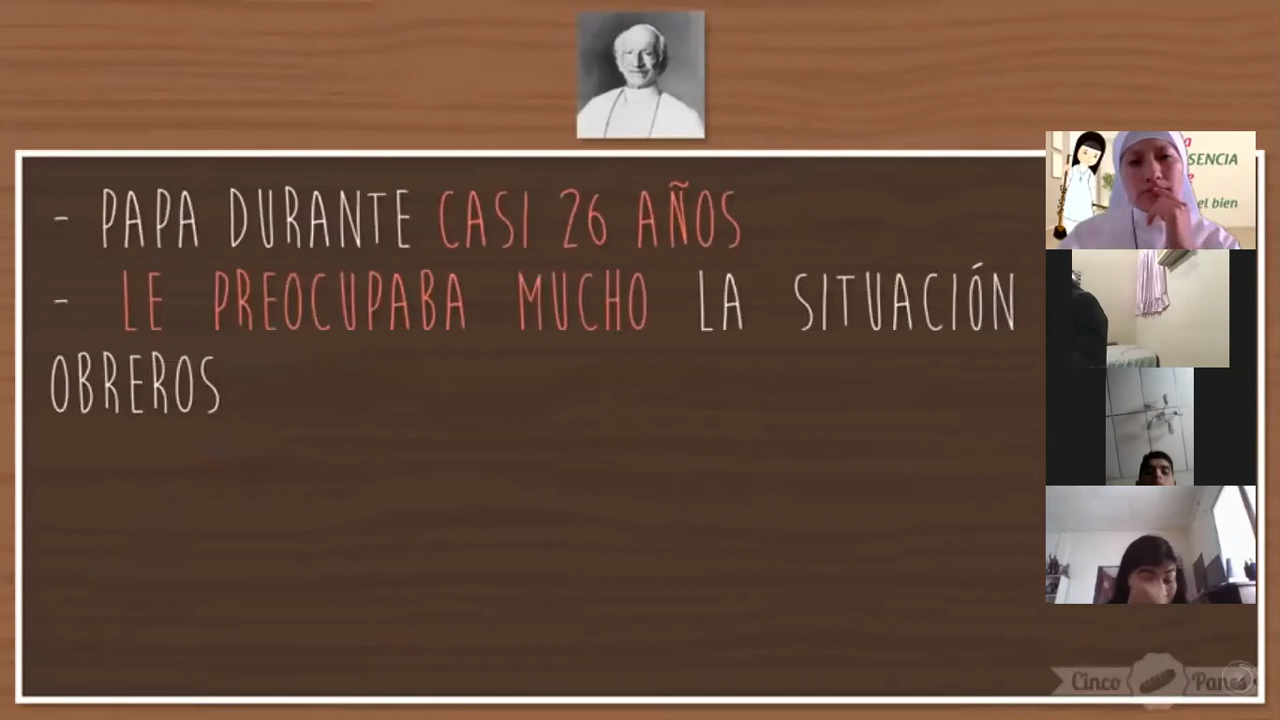 - PAPA DURANTE CASI 26 AÑOS
- LE PREOCUPABA MUCHO LA SITUACIÓN
OBREROS
SENCIA
el bien
Cinco Panes